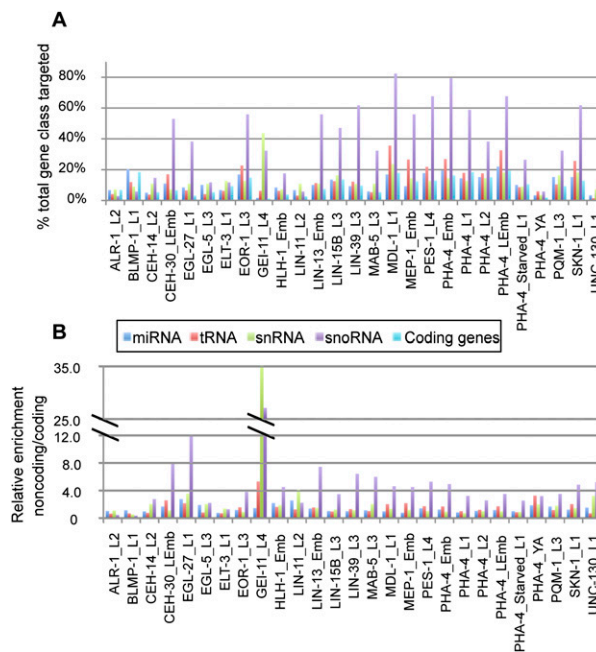 A
% total gene class targeted
80%
60%
40%
20%
0%
ALR-1_L2
BLMP-1_L1
CEH-14_L2
CEH-30_LEmb
EGL-27_L1
EGL-5_L3
ELT-3_L1
EOR-1_L3
GEI-11_L4
HLH-1_Emb
LIN-11_L2
LIN-13_Emb
LIN-15B_L3
LIN-39_L3
MAB-5_L3
MDL-1_L1
MEP-1_Emb
PES-1_L4
PHA-4_Emb
PHA-4_L1
PHA-4_L2
PHA-4_LEmb
PHA-4_Starved_L1
PHA-4_YA
PQM-1_L3
SKN-1_L1
UNC-130_L1
B
miRNA tRNA snRNA snoRNA Coding genes
Relative enrichment
noncoding/coding
35.0
25.0
12.0
8.0
4.0
0.0
ALR-1_L2
BLMP-1_L1
CEH-14_L2
CEH-30_LEmb
EGL-27_L1
EGL-5_L3
ELT-3_L1
EOR-1_L3
GEI-11_L4
HLH-1_Emb
LIN-11_L2
LIN-13_Emb
LIN-15B_L3
LIN-39_L3
MAB-5_L3
MDL-1_L1
MEP-1_Emb
PES-1_L4
PHA-4_Emb
PHA-4_L1
PHA-4_L2
PHA-4_LEmb
PHA-4_Starved_L1
PHA-4_YA
PQM-1_L3
SKN-1_L1
UNC-130_L1